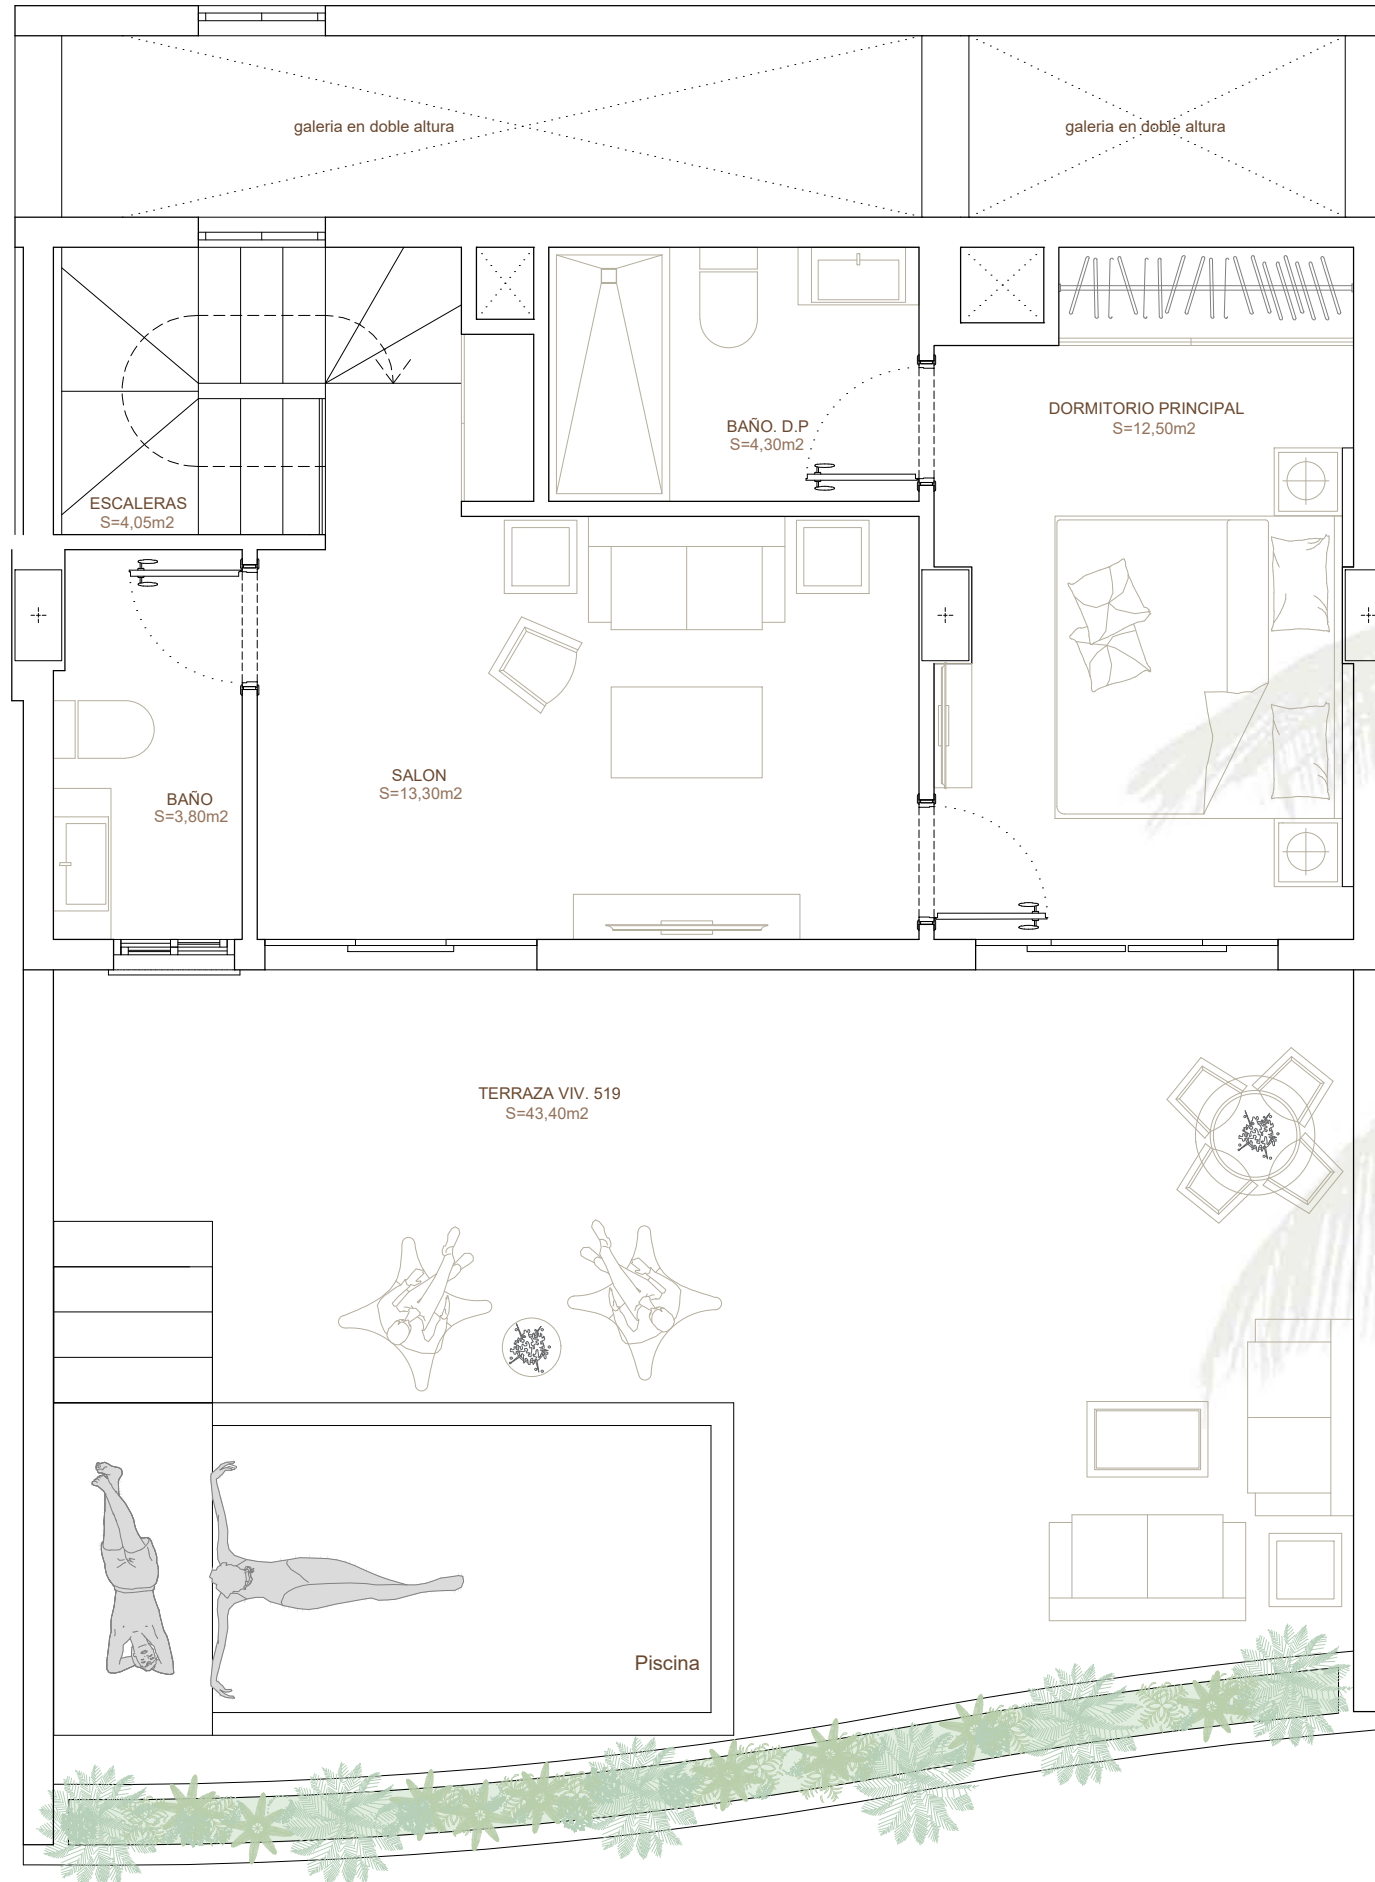 galeria en doble altura
galeria en doble altura
BAÑO. D.P
S=4,30m2
DORMITORIO PRINCIPAL
S=12,50m2
ESCALERAS
S=4,05m2
SALON
S=13,30m2
BAÑO
S=3,80m2
TERRAZA VIV. 519
S=43,40m2
Piscina